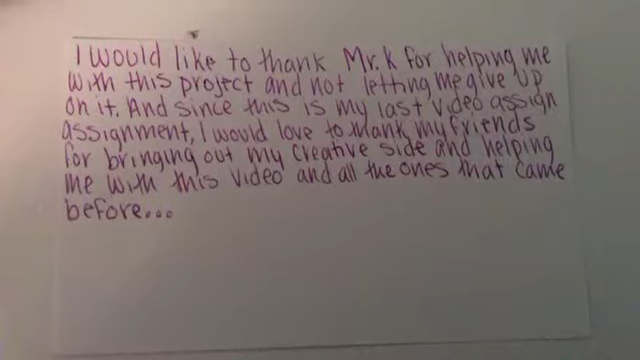 I would like to thank Mr.K for helping me
with this project and not letting me give up
on it. And since this is my last video assign
assignment, I would love to thank my friends
for bringing out my creative side and helping
me with this video and all the ones that came
before...